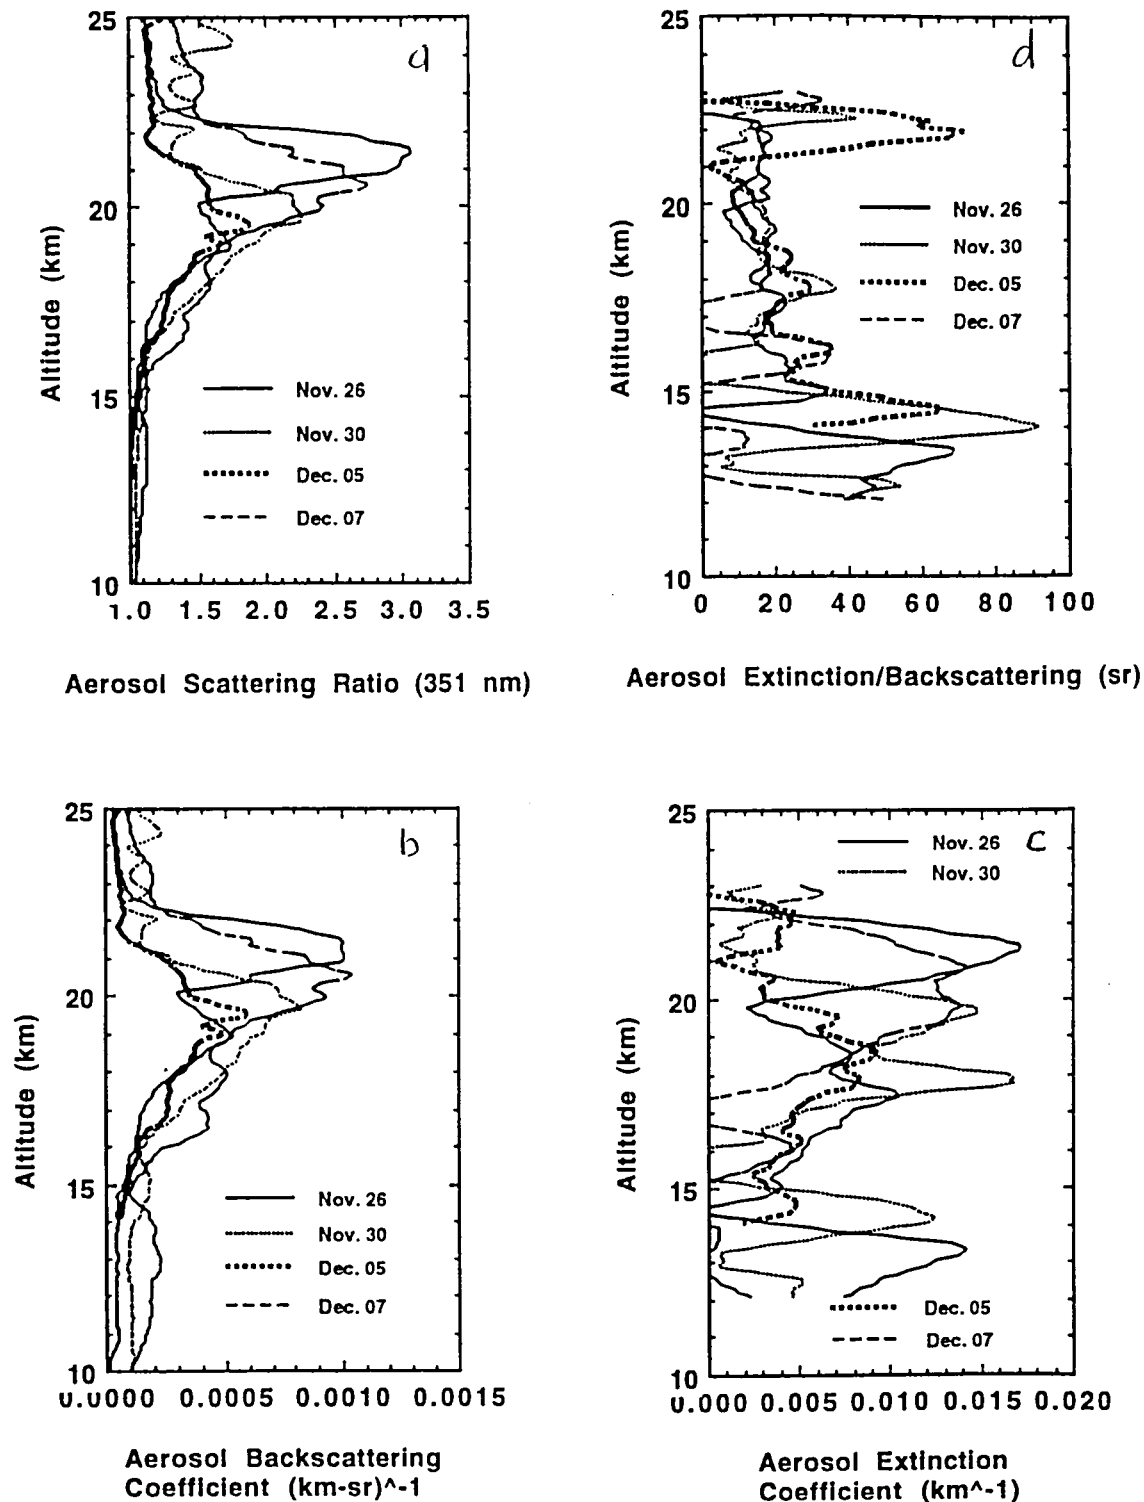 25
a
20
Altitude (km)
15
Nov. 26
Nov. 30
Dec. 05
Dec. 07
10
1.0 1.5 2.0 2.5 3.0 3.5
Aerosol Scattering Ratio (351 nm)
25
d
20
Altitude (km)
Nov. 26
Nov. 30
Dec. 05
Dec. 07
15
10
0 20 40 60 80 100
Aerosol Extinction/Backscattering (sr)
25
b
20
Altitude (km)
15
Nov. 26
Nov. 30
Dec. 05
Dec. 07
10
0.0000 0.0005 0.0010 0.0015
Aerosol Backscattering
Coefficient (km-sr)^-1
25
Nov. 26
c
Nov. 30
20
Altitude (km)
15
Dec. 05
Dec. 07
10
0.000 0.005 0.010 0.015 0.020
Aerosol Extinction
Coefficient (km^-1)